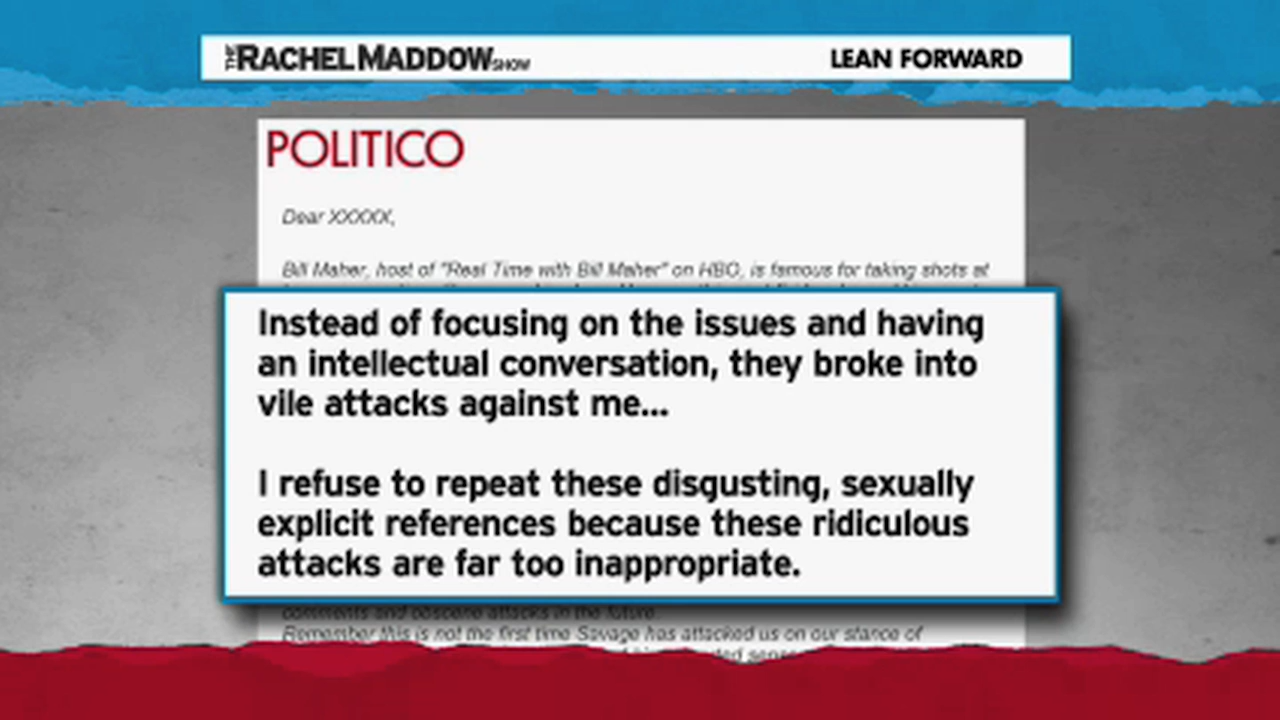 THE RACHEL MADDOW SHOW
LEAN FORWARD
POLITICO
Dear XXXXX,
Bill Maher, host of "Real Time with Bill Maher" on HBO, is famous for taking shots at
Instead of focusing on the issues and having
an intellectual conversation, they broke into
vile attacks against me...
I refuse to repeat these disgusting, sexually
explicit references because these ridiculous
attacks are far too inappropriate.
comments and obscene attacks in the future.
Remember this is not the first time Savage has attacked us on our stance of